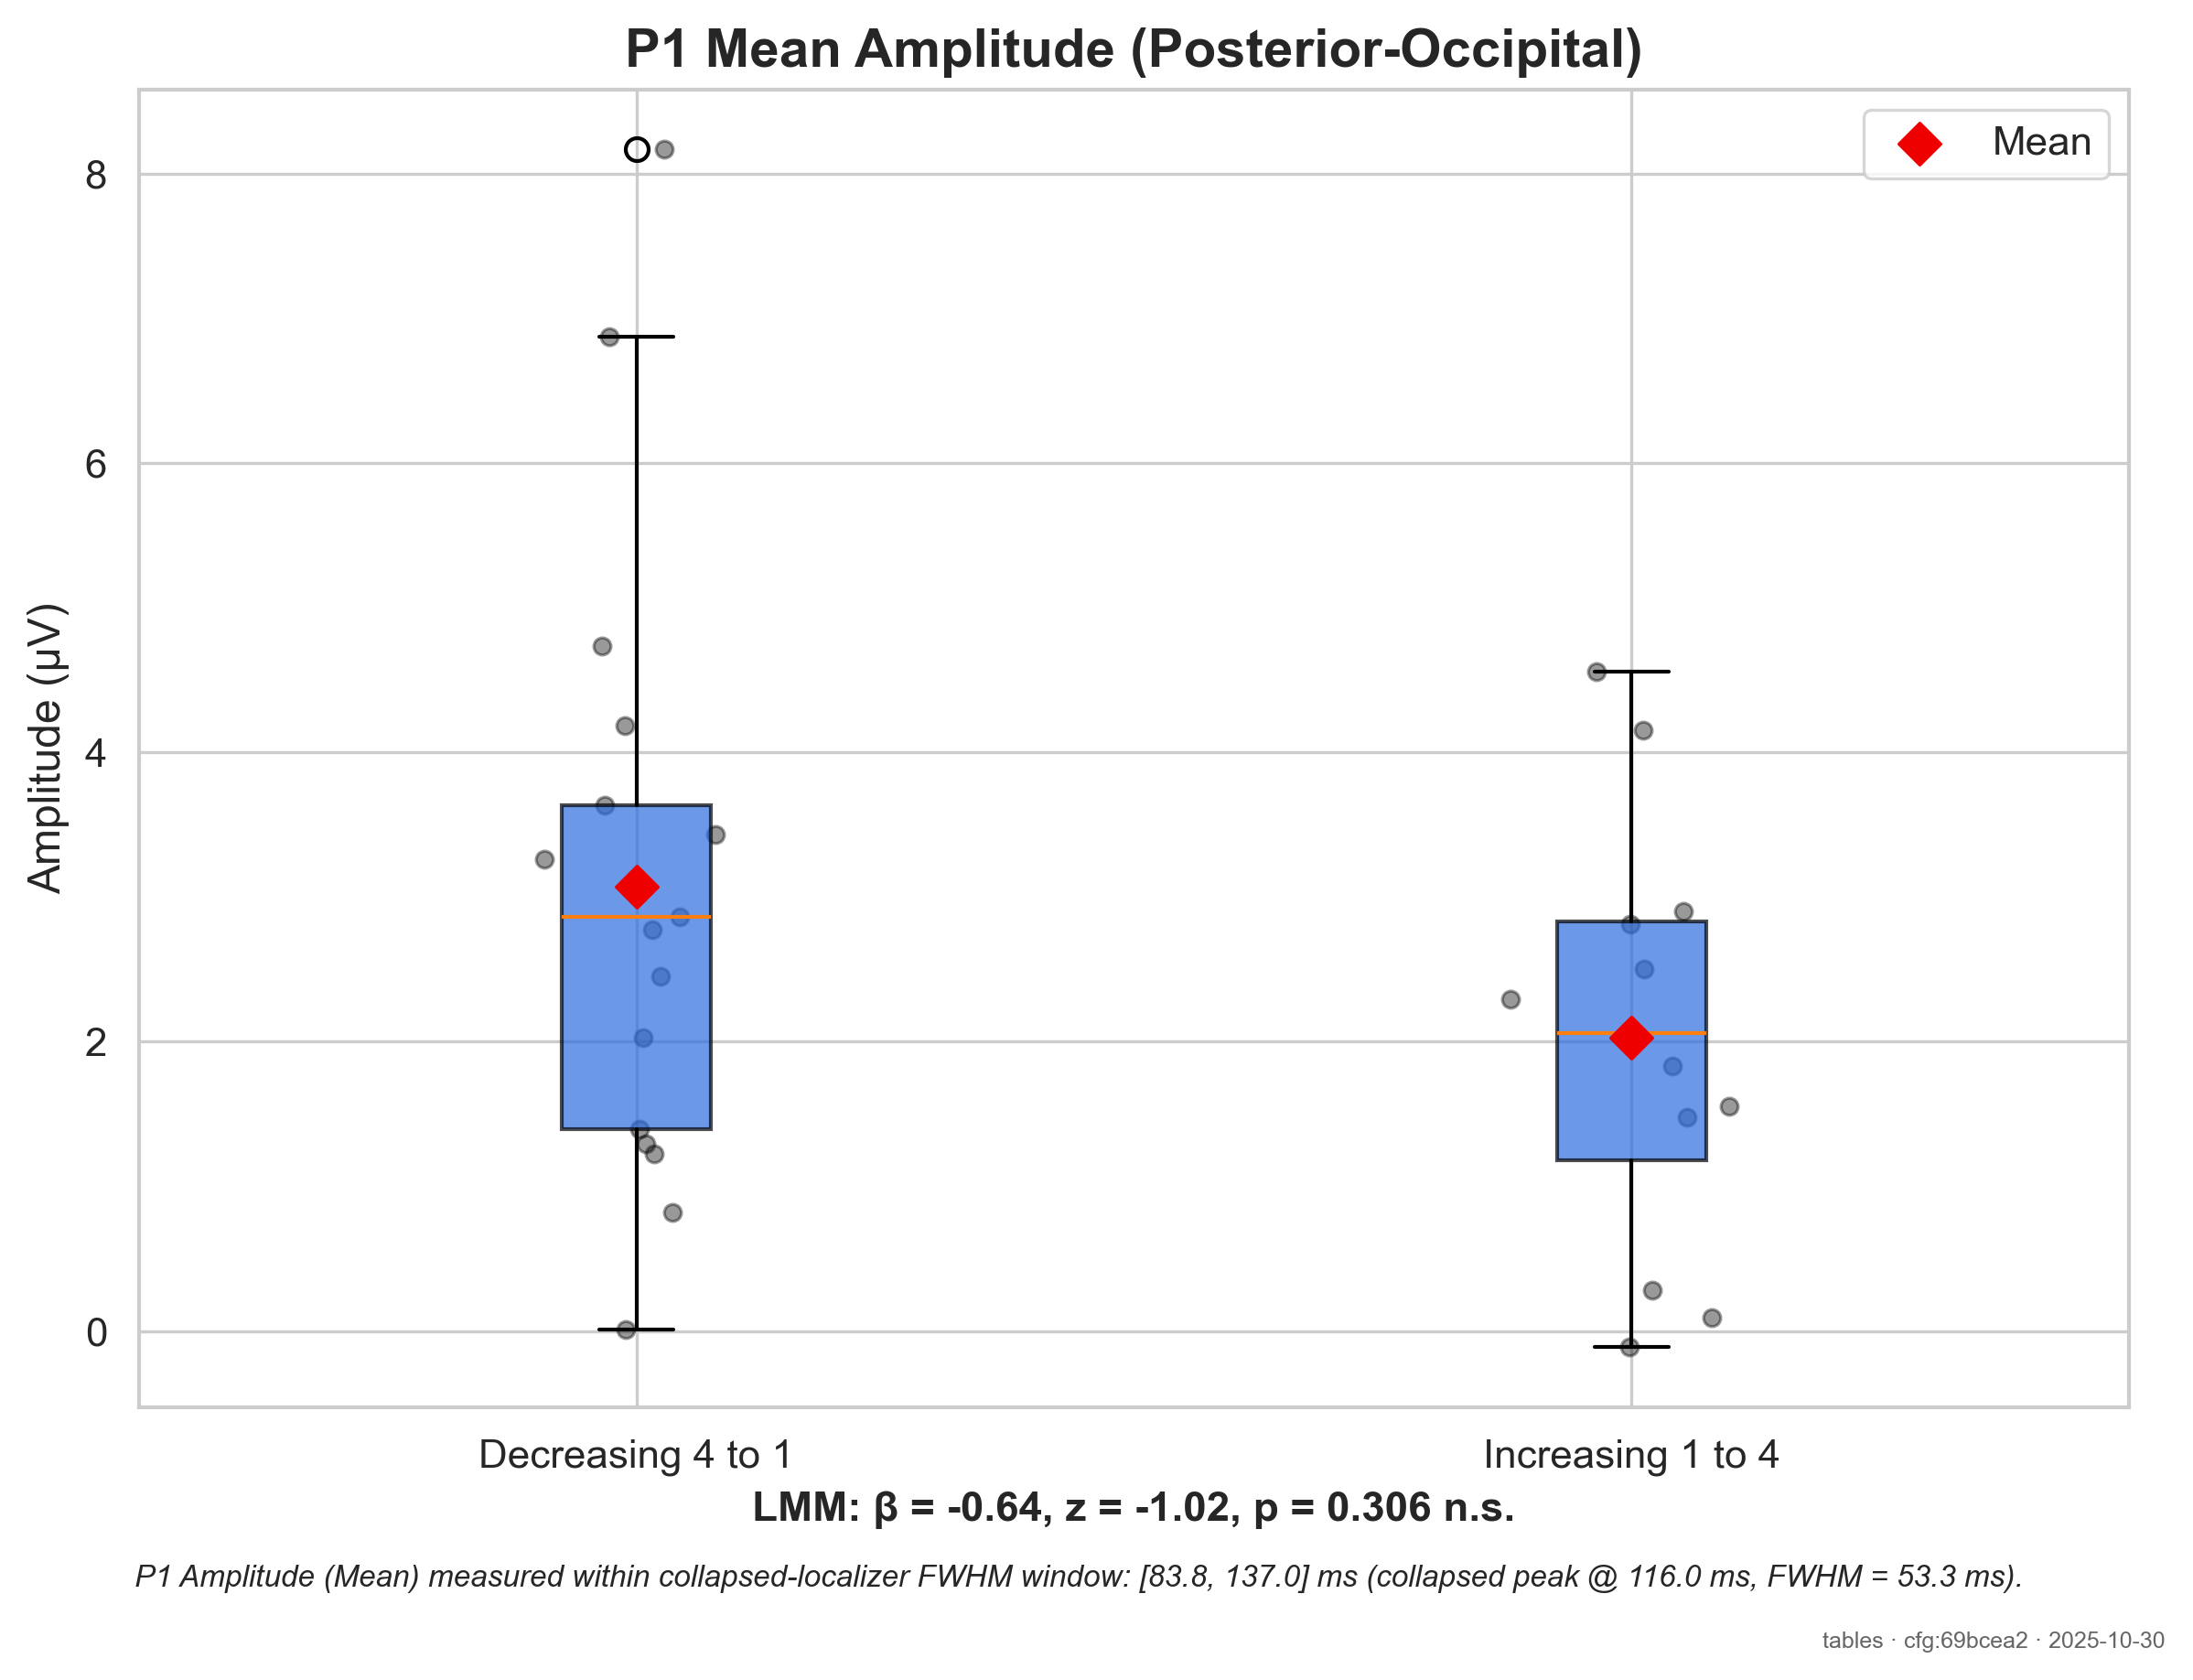 P1 Mean Amplitude (Posterior-Occipital)
Mean
8
6
4
2
0
Amplitude (µV)
Decreasing 4 to 1
Increasing 1 to 4
LMM: β = -0.64, z = -1.02, p = 0.306 n.s.
P1 Amplitude (Mean) measured within collapsed-localizer FWHM window: [83.8, 137.0] ms (collapsed peak @ 116.0 ms, FWHM = 53.3 ms).
tables · cfg:69bcea2 · 2025-10-30